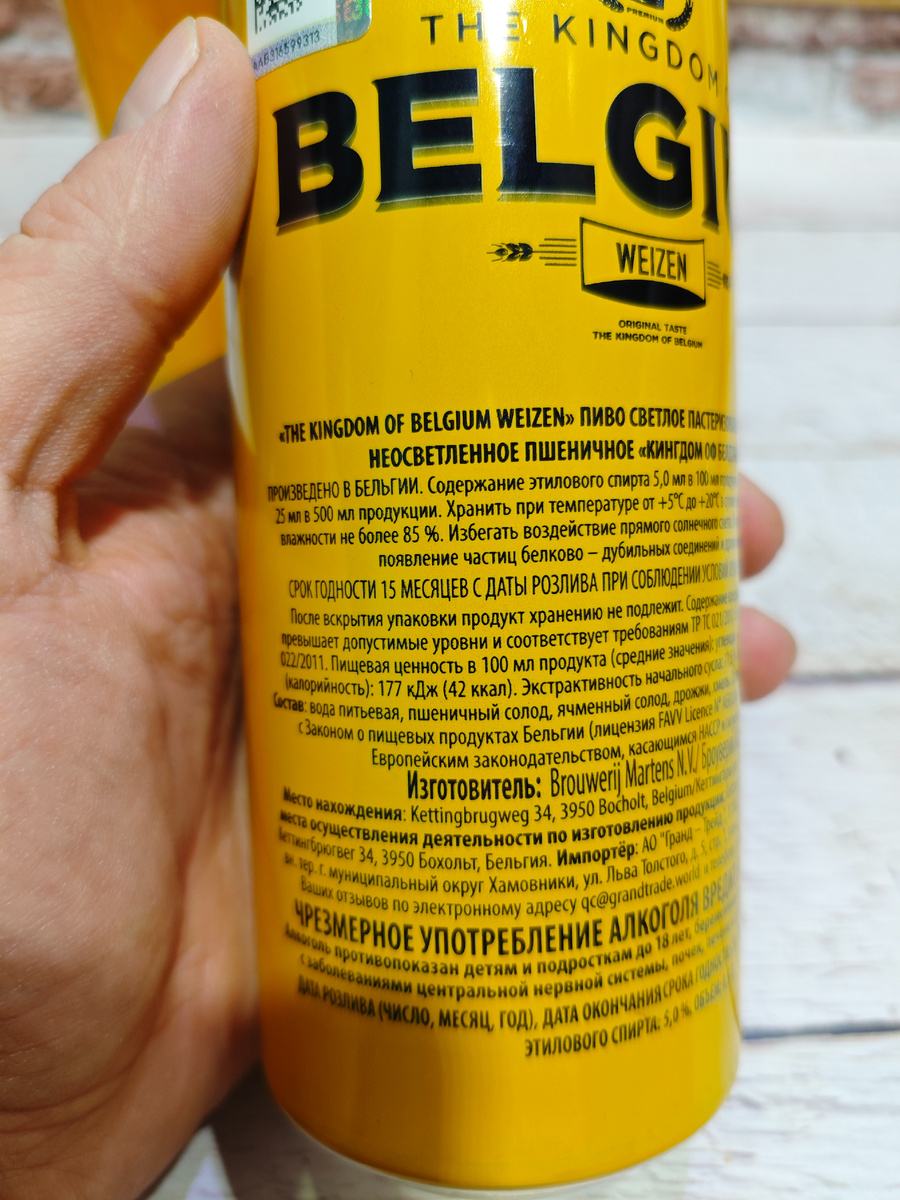 AAB316599313
PREMIUM
THE KINGDOM
BELGI
WEIZEN
ORIGINAL TASTE
THE KINGDOM OF BELGIUM
«THE KINGDOM OF BELGIUM WEIZEN» ПИВО СВЕТЛОЕ
НЕОСВЕТЛЕННОЕ ПШЕНИЧНОЕ «КИНГДОМ ОФ
ПРОИЗВЕДЕНО В БЕЛЬГИИ. Содержание этилового спирта 5,0 мл в 100 мл
25 мл в 500 мл продукции. Хранить при температуре от +5°C до +20°C
влажности не более 85 %. Избегать воздействие прямого солнечного
появление частиц белково – дубильных соединений
СРОК ГОДНОСТИ 15 МЕСЯЦЕВ С ДАТЫ РОЗЛИВА ПРИ СОБЛЮДЕНИИ
После вскрытия упаковки продукт хранению не подлежит. Содержание
превышает допустимые уровни и соответствует требованиям ТР ТС
022/2011. Пищевая ценность в 100 мл продукта (средние значения):
(калорийность): 177 кДж (42 ккал). Экстрактивность начального сусла:
Состав: вода питьевая, пшеничный солод, ячменный солод, дрожжи,
с Законом о пищевых продуктах Бельгии (лицензия FAVV Licence N°
Европейским законодательством, касающимся HACCP
Изготовитель: Brouwerij Martens N.V./
Место нахождения: Kettingbrugweg 34, 3950 Bocholt, Belgium/
места осуществления деятельности по изготовлению продукции:
Кеттингбрюгвег 34, 3950 Бохольт, Бельгия. Импортёр: АО "Гранд –
вн. тер. г. муниципальный округ Хамовники, ул. Льва Толстого, д. 5,
Ваших отзывов по электронному адресу qc@grandtrade.world
ЧРЕЗМЕРНОЕ УПОТРЕБЛЕНИЕ АЛКОГОЛЯ
Алкоголь противопоказан детям и подросткам до 18 лет,
с заболеваниями центральной нервной системы, почек,
ДАТА РОЗЛИВА (ЧИСЛО, МЕСЯЦ, ГОД), ДАТА ОКОНЧАНИЯ СРОКА
ЭТИЛОВОГО СПИРТА: 5,0 %,